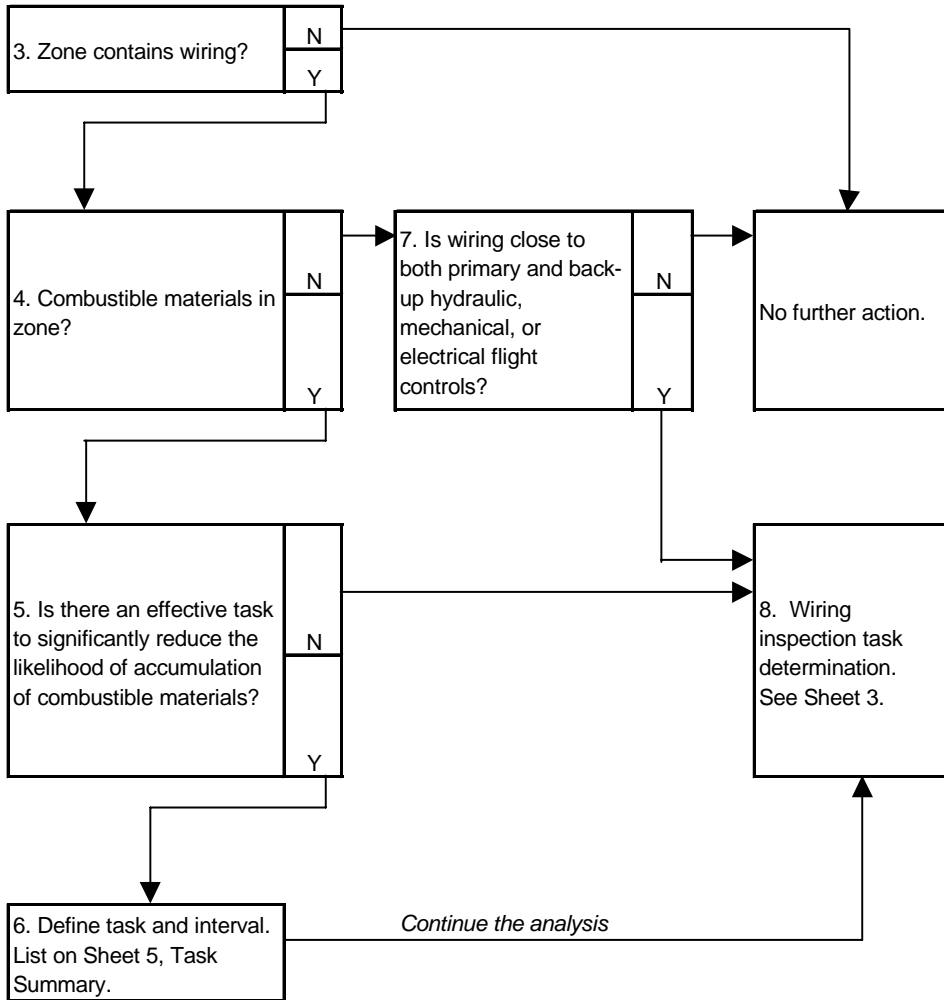 3. Zone contains wiring?
N
Y
4. Combustible materials in
zone?
N
Y
7. Is wiring close to
both primary and back-
up hydraulic,
mechanical, or
electrical flight
controls?
N
Y
No further action.
5. Is there an effective task
to significantly reduce the
likelihood of accumulation
of combustible materials?
N
Y
8. Wiring
inspection task
determination.
See Sheet 3.
6. Define task and interval.
List on Sheet 5, Task
Summary.
Continue the analysis